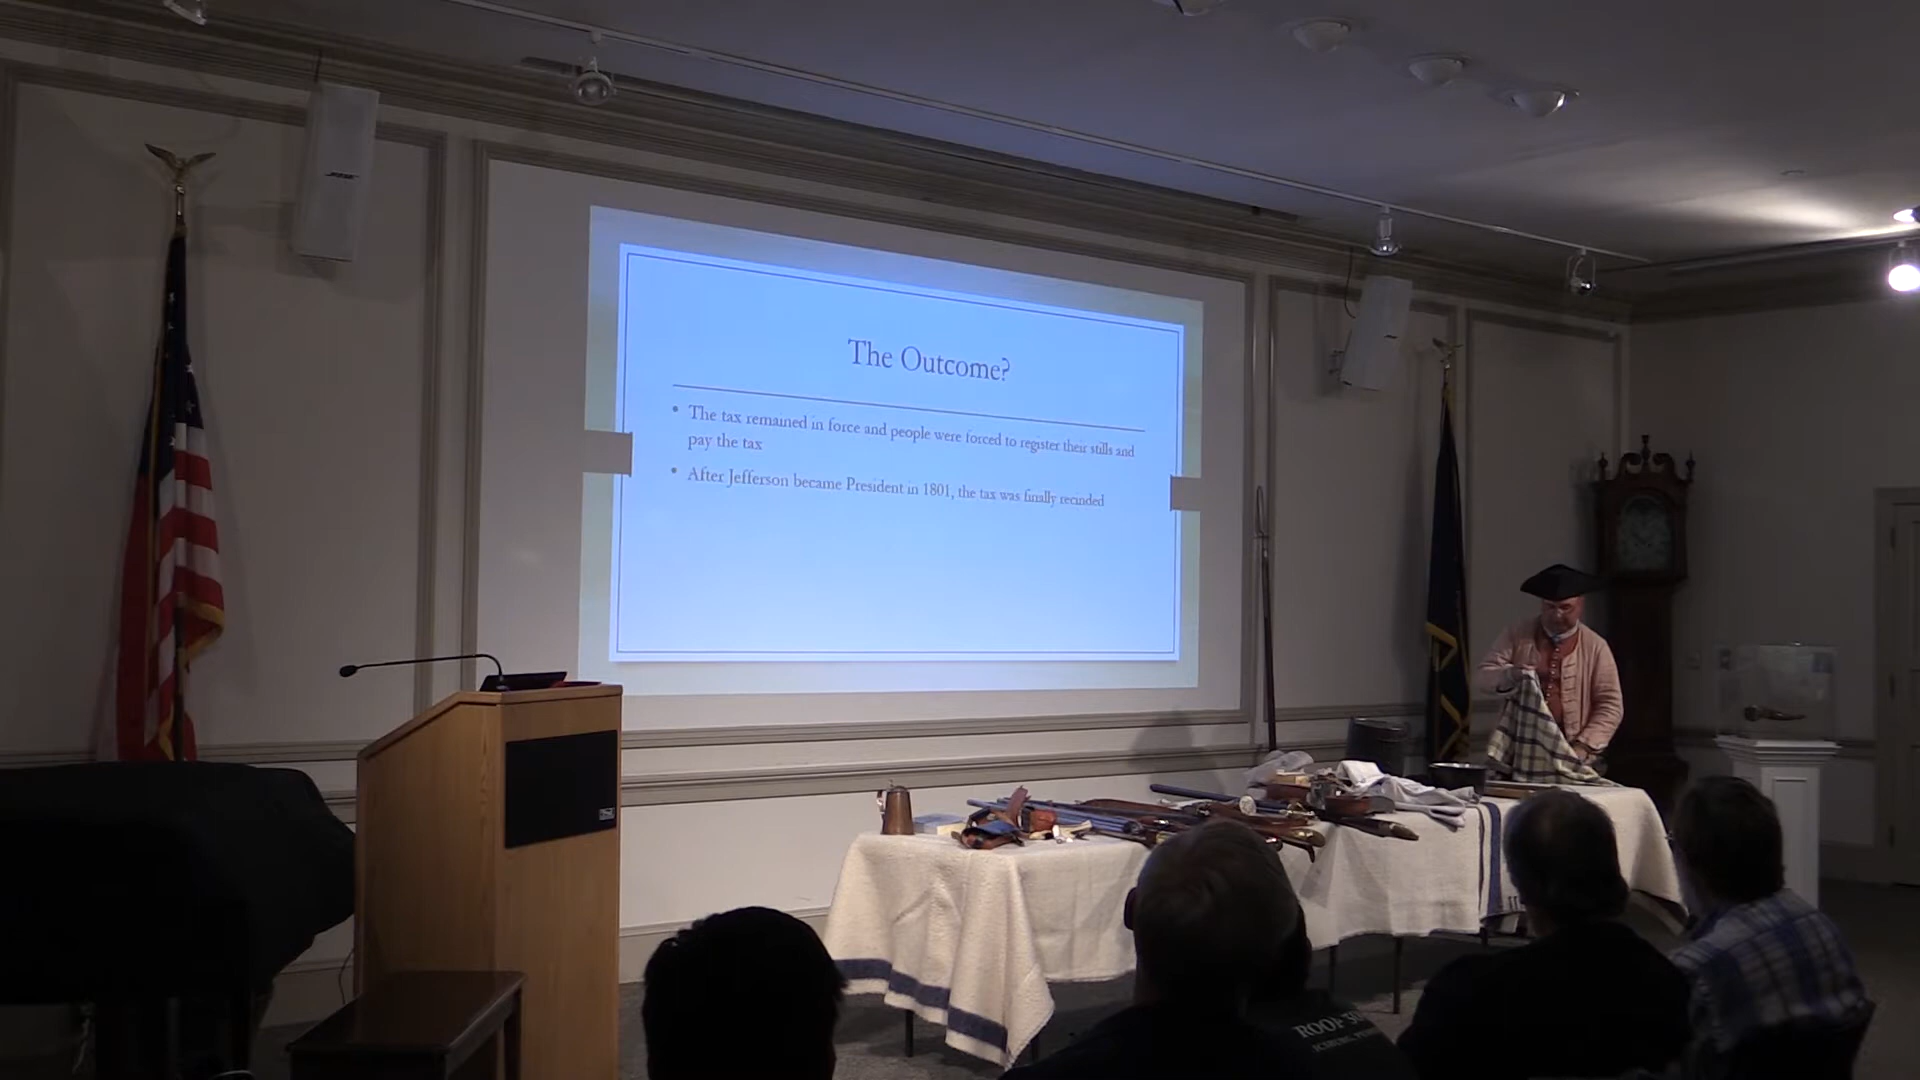 BOSE
The Outcome?
• The tax remained in force and people were forced to register their stills and
pay the tax
• After Jefferson became President in 1801, the tax was finally recinded